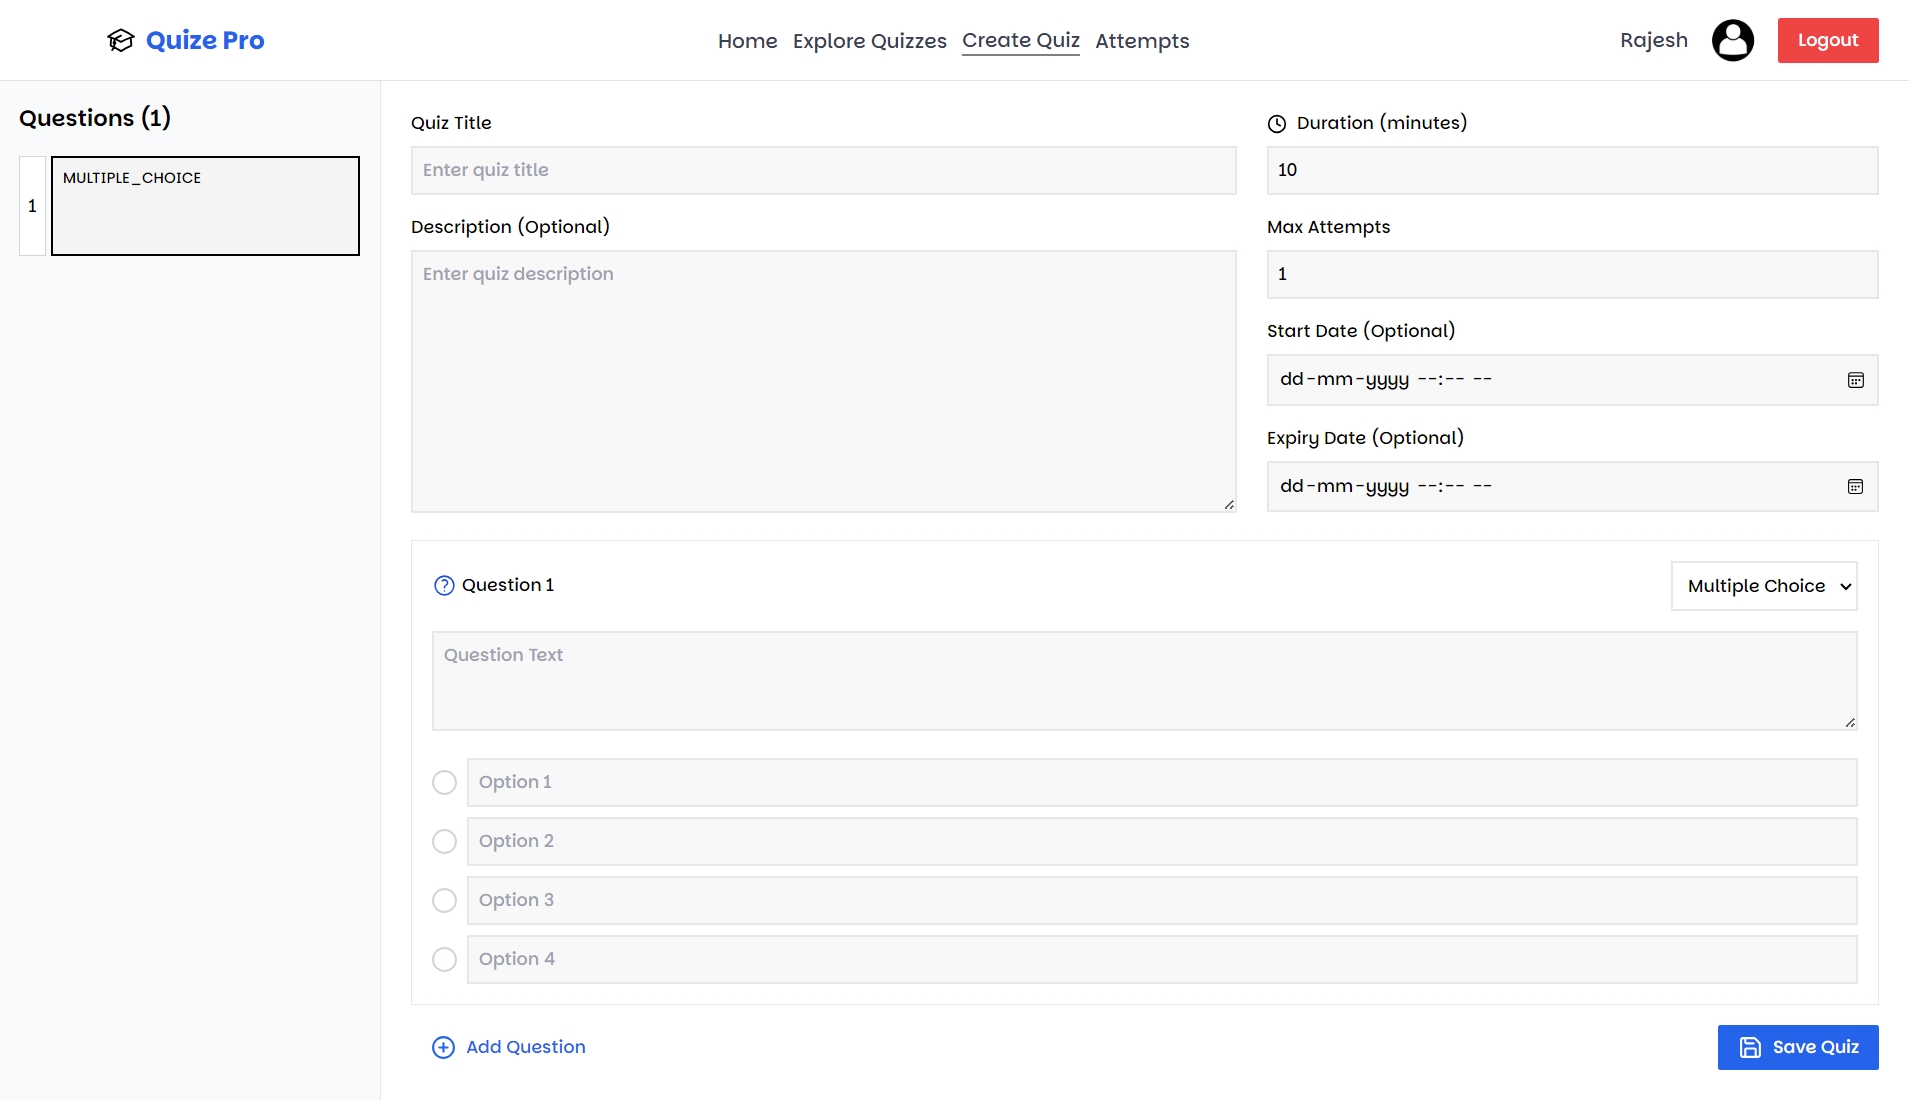 Quize Pro
Home Explore Quizzes Create Quiz Attempts
Rajesh
Logout
Questions (1)
1
MULTIPLE_CHOICE
Quiz Title
Enter quiz title
Description (Optional)
Enter quiz description
Duration (minutes)
10
Max Attempts
1
Start Date (Optional)
dd-mm-yyyy --:-- --
Expiry Date (Optional)
dd-mm-yyyy --:-- --
Question 1
Multiple Choice
Question Text
Option 1
Option 2
Option 3
Option 4
Add Question
Save Quiz